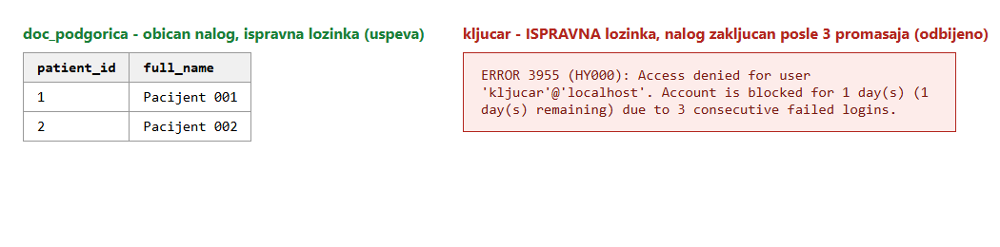 doc_podgorica - obican nalog, ispravna lozinka (uspeva)
patient_id full_name
1 Pacijent 001
2 Pacijent 002
kljucar - ISPRAVNA lozinka, nalog zakljucan posle 3 promasaja (odbijeno)
ERROR 3955 (HY000): Access denied for user
'kljucar'@'localhost'. Account is blocked for 1 day(s) (1
day(s) remaining) due to 3 consecutive failed logins.